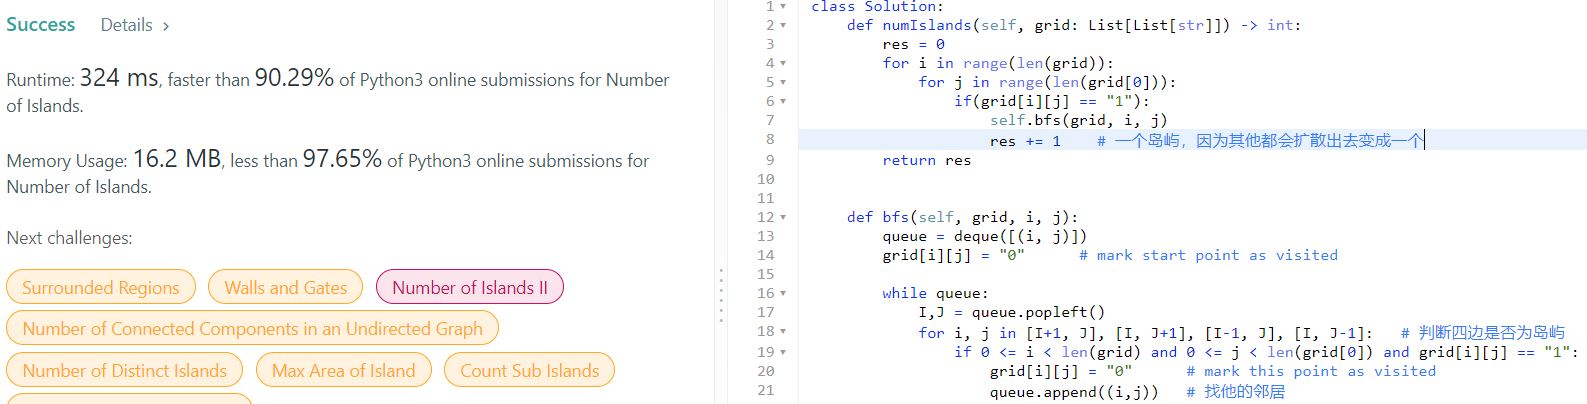 Success Details >
Runtime: 324 ms, faster than 90.29% of Python3 online submissions for Number
of Islands.
Memory Usage: 16.2 MB, less than 97.65% of Python3 online submissions for
Number of Islands.
Next challenges:
Surrounded Regions Walls and Gates Number of Islands II
Number of Connected Components in an Undirected Graph
Number of Distinct Islands Max Area of Island Count Sub Islands
1 class Solution:
2     def numIslands(self, grid: List[List[str]]) -> int:
3         res = 0
4         for i in range(len(grid)):
5             for j in range(len(grid[0])):
6                 if(grid[i][j] == "1"):
7                     self.bfs(grid, i, j)
8                     res += 1    # 一个岛屿，因为其他都会扩散出去变成一个
9         return res
10
11
12     def bfs(self, grid, i, j):
13         queue = deque([(i, j)])
14         grid[i][j] = "0"      # mark start point as visited
15
16         while queue:
17             I,J = queue.popleft()
18             for i, j in [I+1, J], [I, J+1], [I-1, J], [I, J-1]:   # 判断四边是否为岛屿
19                 if 0 <= i < len(grid) and 0 <= j < len(grid[0]) and grid[i][j] == "1":
20                     grid[i][j] = "0"      # mark this point as visited
21                     queue.append((i,j))   # 找他的邻居